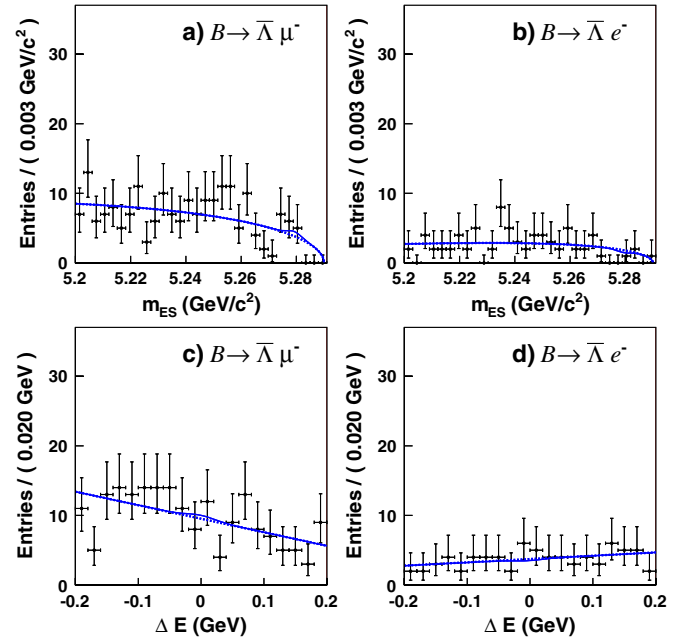 a) B→ Λ̅ μ⁻
Entries / ( 0.003 GeV/c²)
30
20
10
0
5.2 5.22 5.24 5.26 5.28
m_ES (GeV/c²)
b) B→ Λ̅ e⁻
Entries / ( 0.003 GeV/c²)
30
20
10
0
5.2 5.22 5.24 5.26 5.28
m_ES (GeV/c²)
c) B→ Λ̅ μ⁻
Entries / ( 0.020 GeV )
30
20
10
0
-0.2 -0.1 0 0.1 0.2
Δ E (GeV)
d) B→ Λ̅ e⁻
Entries / ( 0.020 GeV )
30
20
10
0
-0.2 -0.1 0 0.1 0.2
Δ E (GeV)